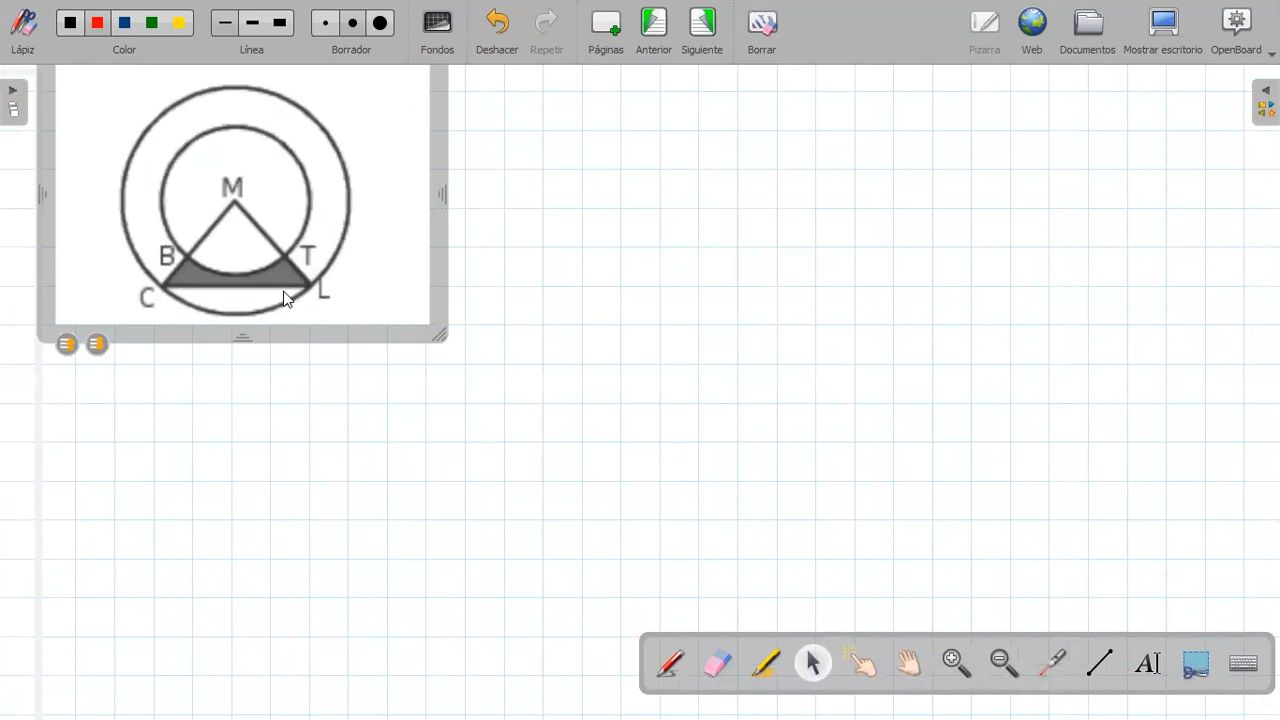 Lápiz Color Línea Borrador Fondos Deshacer Repetir Páginas Anterior Siguiente Borrar Pizarra Web Documentos Mostrar escritorio OpenBoard
M
B T
C L
A